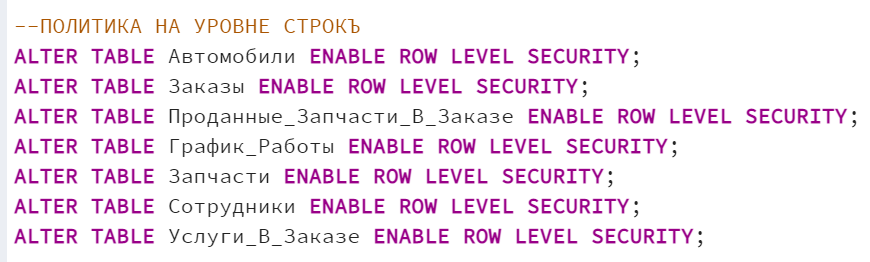 --ПОЛИТИКА НА УРОВНЕ СТРОКЪ
ALTER TABLE Автомобили ENABLE ROW LEVEL SECURITY;
ALTER TABLE Заказы ENABLE ROW LEVEL SECURITY;
ALTER TABLE Проданные_Запчасти_В_Заказе ENABLE ROW LEVEL SECURITY;
ALTER TABLE График_Работы ENABLE ROW LEVEL SECURITY;
ALTER TABLE Запчасти ENABLE ROW LEVEL SECURITY;
ALTER TABLE Сотрудники ENABLE ROW LEVEL SECURITY;
ALTER TABLE Услуги_В_Заказе ENABLE ROW LEVEL SECURITY;